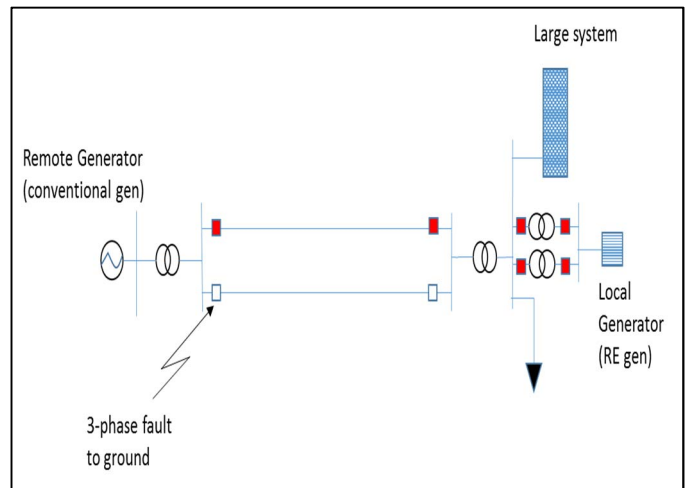 Large system
Remote Generator
(conventional gen)
Local
Generator
(RE gen)
3-phase fault
to ground